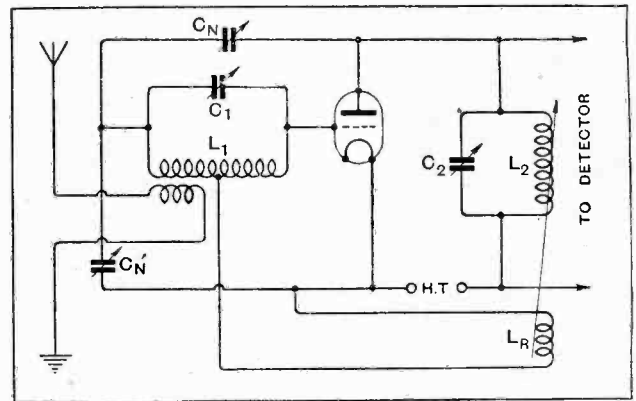 CN
C1
L1
C2
L2
TO DETECTOR
CN'
H.T
LR